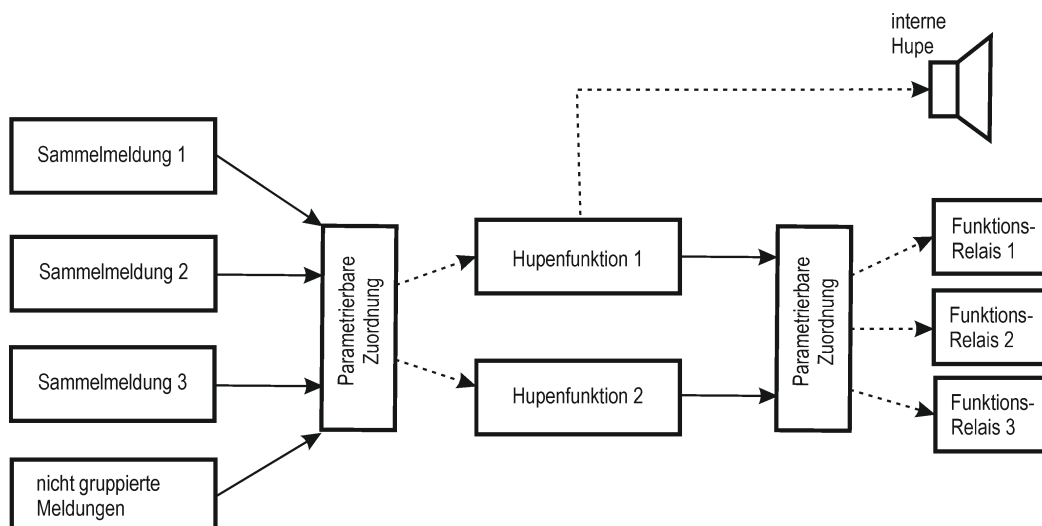 interne
Hupe
Sammelmeldung 1
Sammelmeldung 2
Sammelmeldung 3
nicht gruppierte
Meldungen
Parametrierbare
Zuordnung
Hupenfunktion 1
Hupenfunktion 2
Parametrierbare
Zuordnung
Funktions-
Relais 1
Funktions-
Relais 2
Funktions-
Relais 3